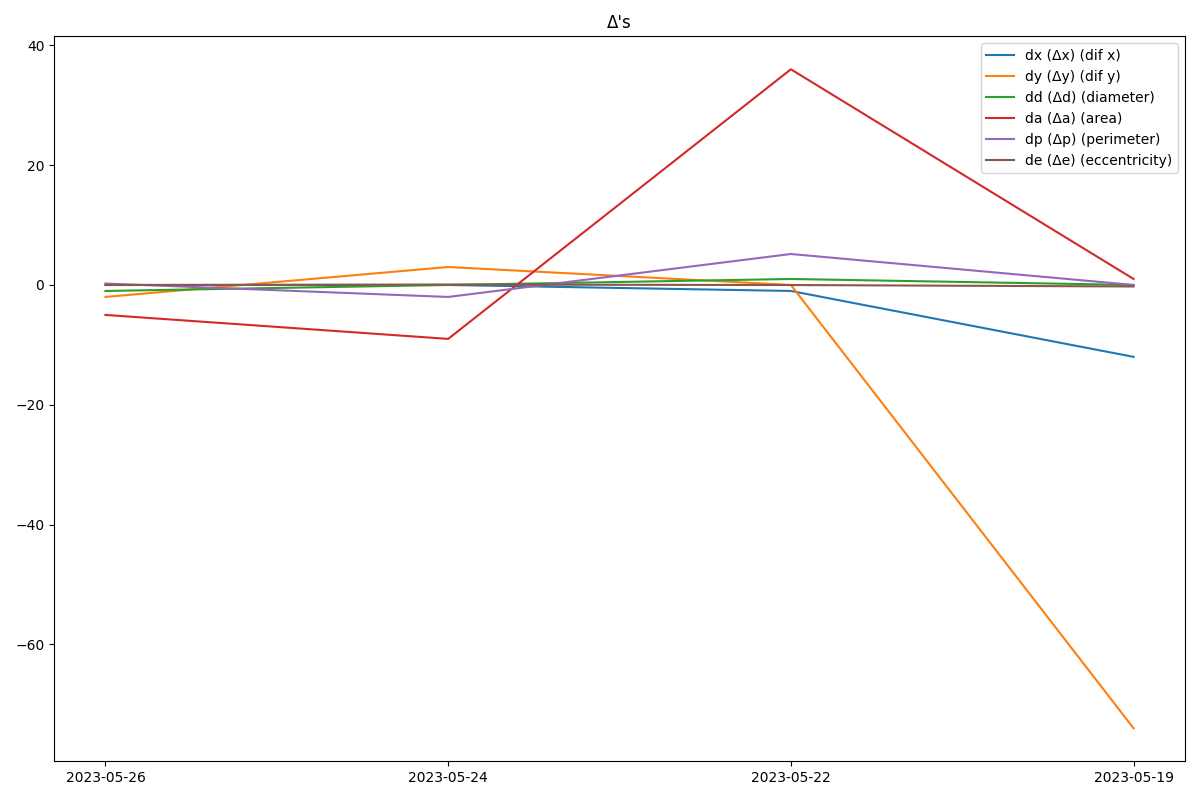 Δ's
40
20
0
−20
−40
−60
dx (Δx) (dif x)
dy (Δy) (dif y)
dd (Δd) (diameter)
da (Δa) (area)
dp (Δp) (perimeter)
de (Δe) (eccentricity)
2023-05-26
2023-05-24
2023-05-22
2023-05-19